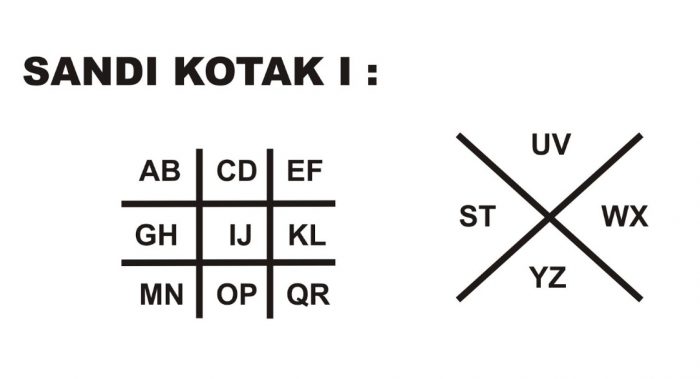 SANDI KOTAK I :
AB CD EF
GH IJ KL
MN OP QR
UV
ST WX
YZ